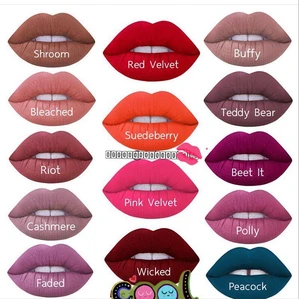 Shroom
Red Velvet
Buffy
Bleached
Suedeberry
Teddy Bear
Riot
Pink Velvet
Beet It
Cashmere
Polly
Faded
Wicked
Peacock